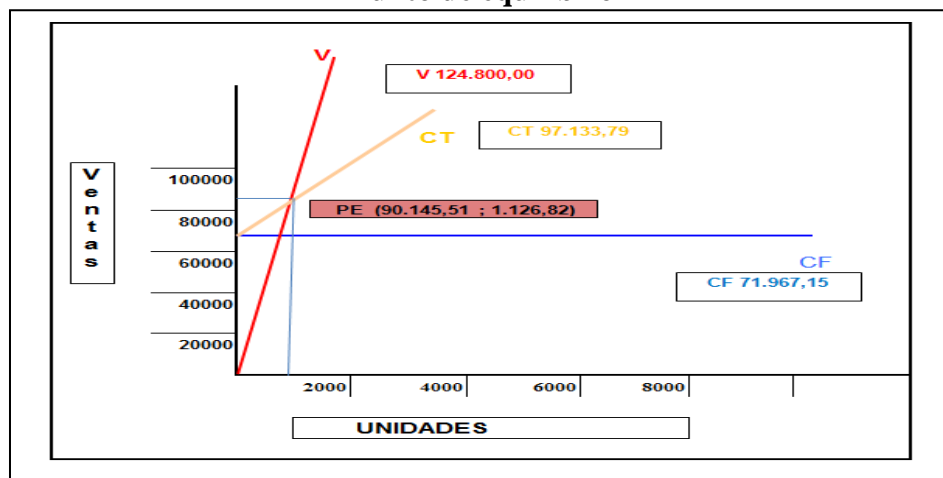 V
V 124.800,00
CT
CT 97.133,79
Ventas
100000
80000
60000
40000
20000
PE (90.145,51 ; 1.126,82)
CF
CF 71.967,15
2000
4000
6000
8000
UNIDADES